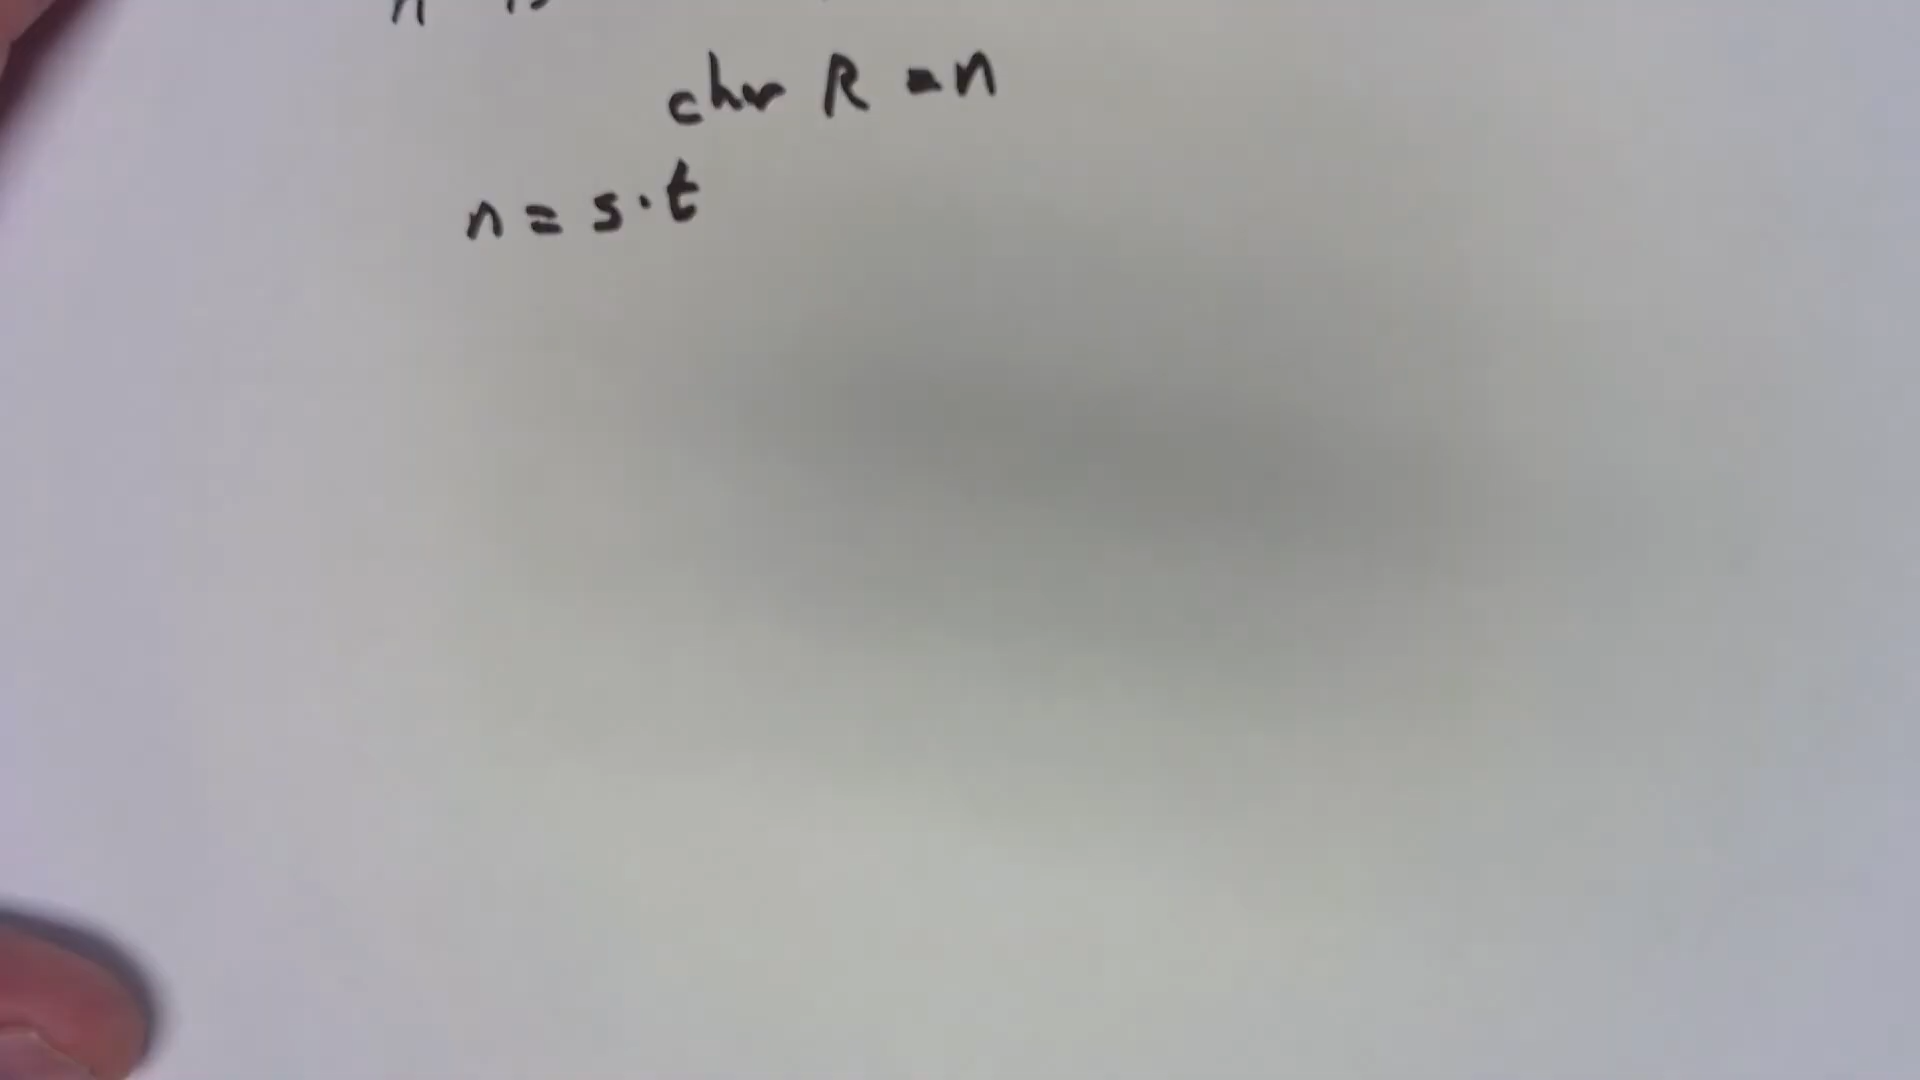 char R = n
n = s·t